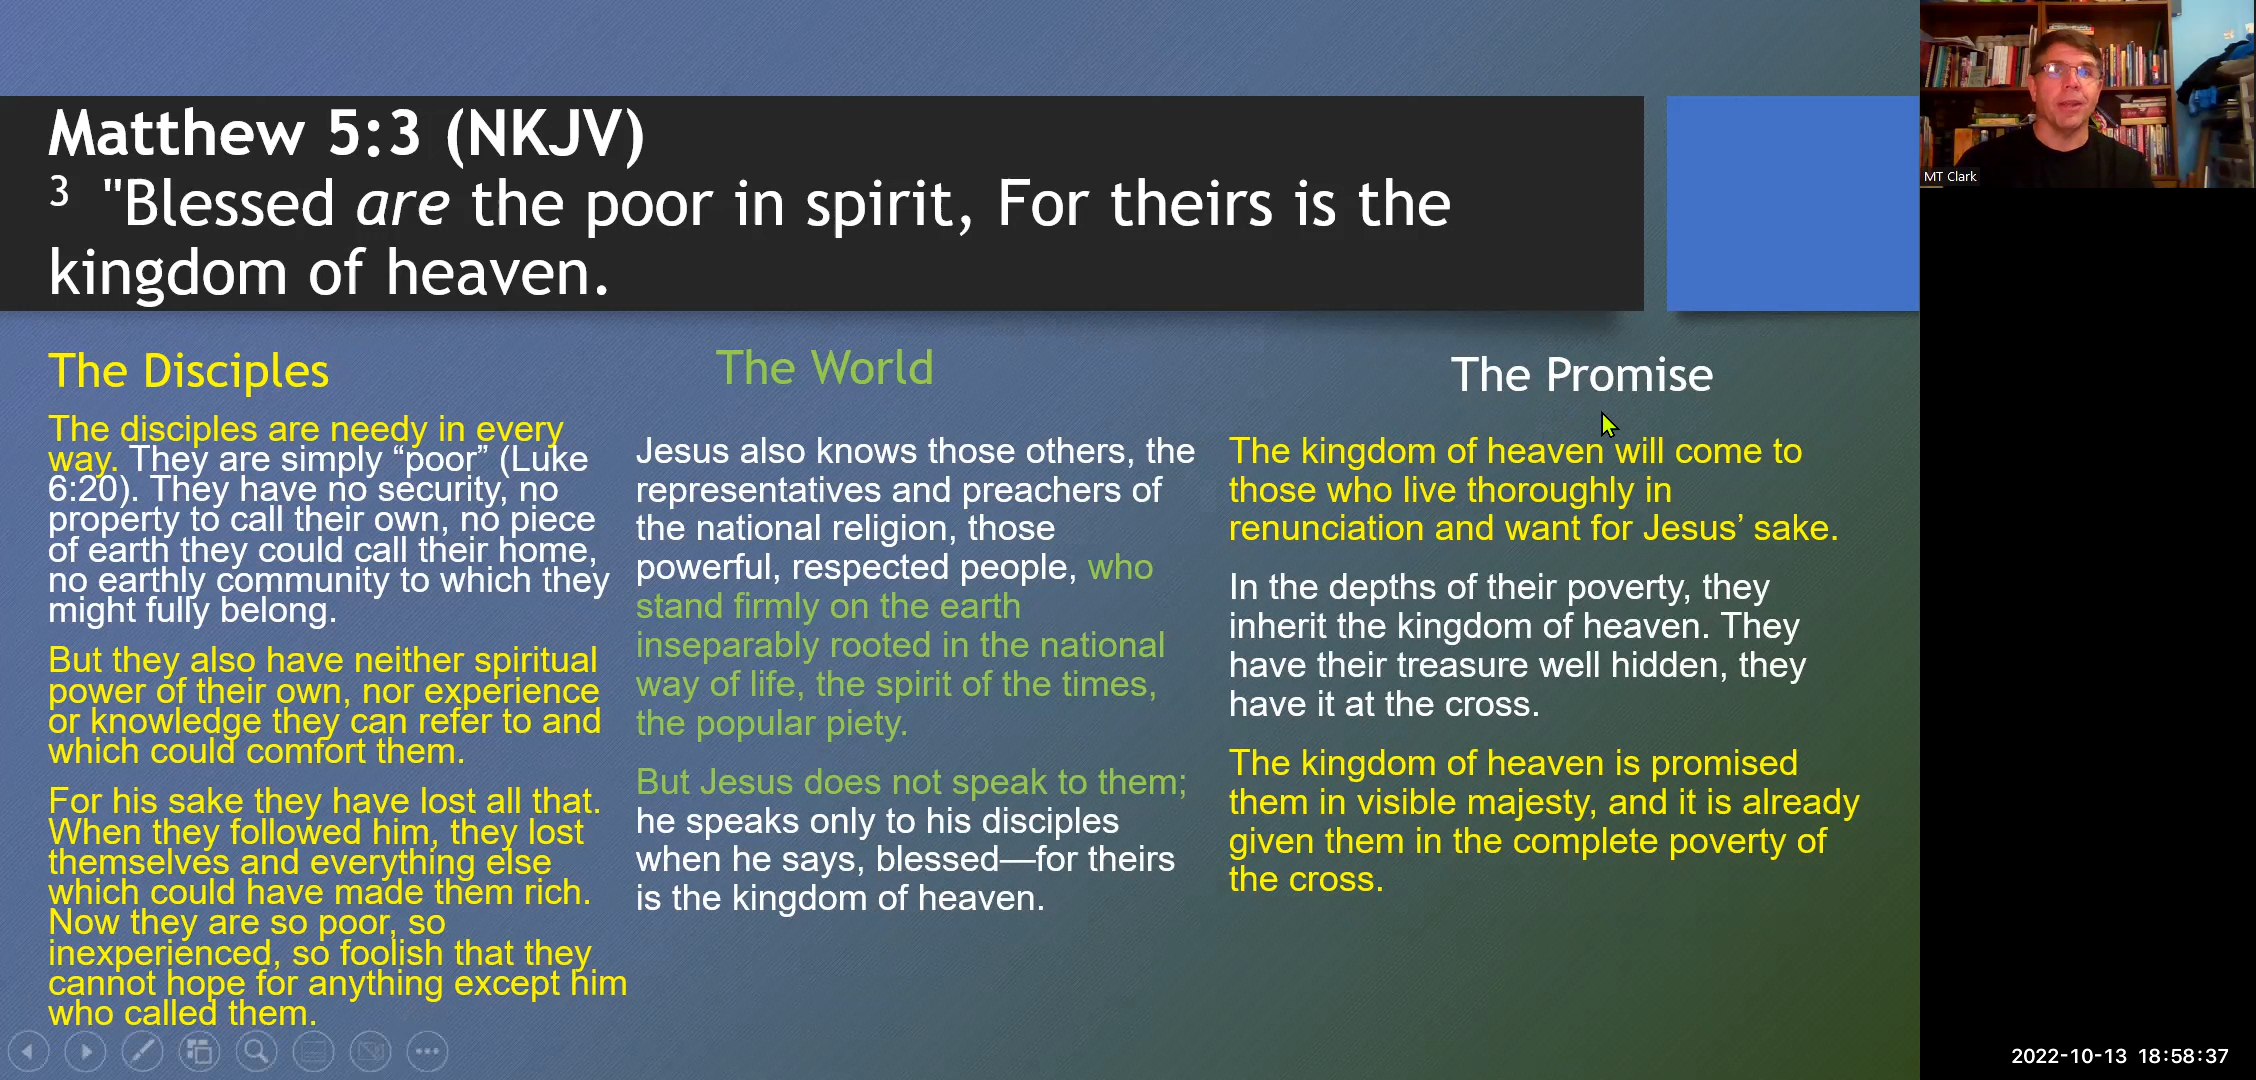 Matthew 5:3 (NKJV)
3 "Blessed are the poor in spirit, For theirs is the
kingdom of heaven.
The Disciples
The disciples are needy in every
way. They are simply “poor” (Luke
6:20). They have no security, no
property to call their own, no piece
of earth they could call their home,
no earthly community to which they
might fully belong.
But they also have neither spiritual
power of their own, nor experience
or knowledge they can refer to and
which could comfort them.
For his sake they have lost all that.
When they followed him, they lost
themselves and everything else
which could have made them rich.
Now they are so poor, so
inexperienced, so foolish that they
cannot hope for anything except him
who called them.
The World
Jesus also knows those others, the
representatives and preachers of
the national religion, those
powerful, respected people, who
stand firmly on the earth
inseparably rooted in the national
way of life, the spirit of the times,
the popular piety.
But Jesus does not speak to them;
he speaks only to his disciples
when he says, blessed—for theirs
is the kingdom of heaven.
The Promise
The kingdom of heaven will come to
those who live thoroughly in
renunciation and want for Jesus’ sake.
In the depths of their poverty, they
inherit the kingdom of heaven. They
have their treasure well hidden, they
have it at the cross.
The kingdom of heaven is promised
them in visible majesty, and it is already
given them in the complete poverty of
the cross.
MT Clark
2022-10-13 18:58:37